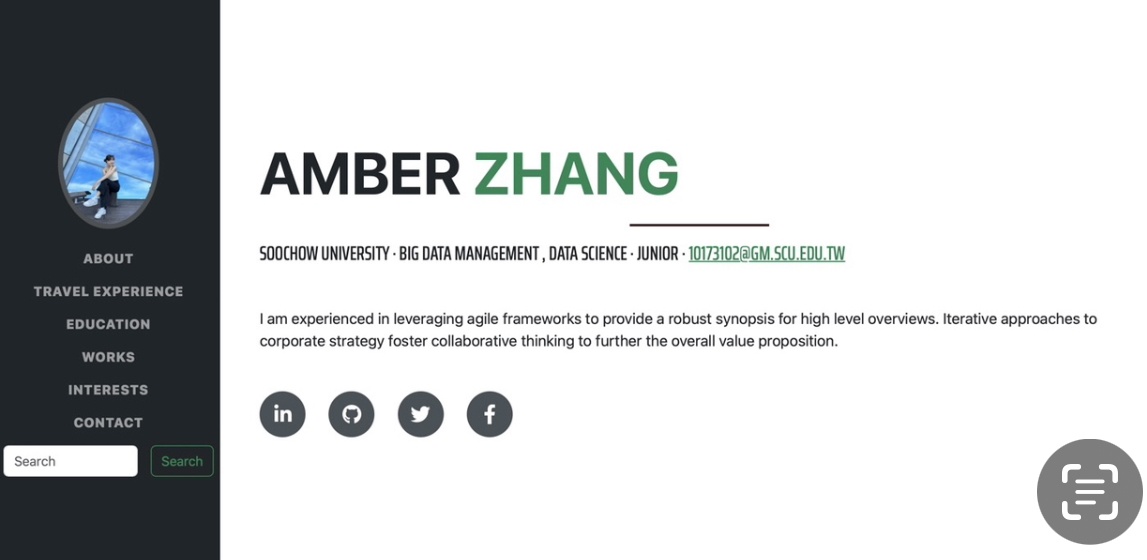 ABOUT
TRAVEL EXPERIENCE
EDUCATION
WORKS
INTERESTS
CONTACT
Search Search
AMBER ZHANG
SOOCHOW UNIVERSITY · BIG DATA MANAGEMENT , DATA SCIENCE · JUNIOR · 10173102@GM.SCU.EDU.TW
I am experienced in leveraging agile frameworks to provide a robust synopsis for high level overviews. Iterative approaches to
corporate strategy foster collaborative thinking to further the overall value proposition.
in